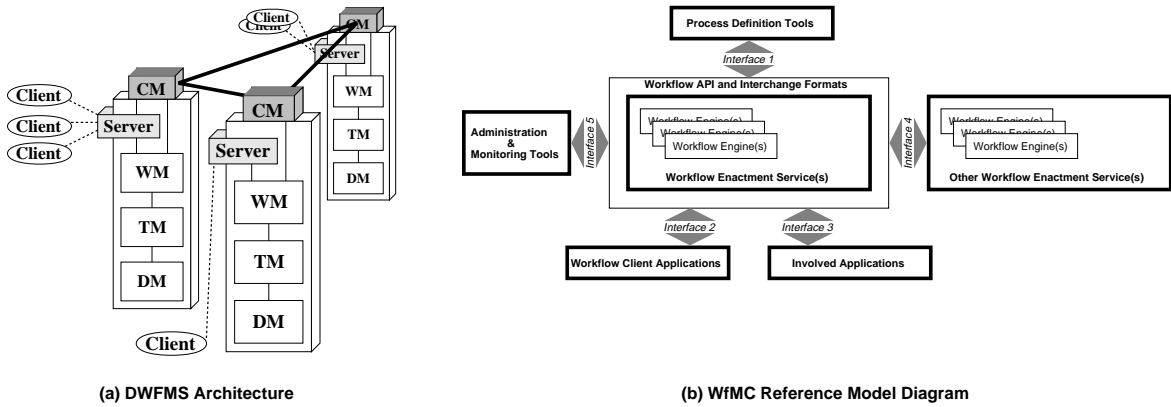 Client
Client
CM
Server
WM
TM
DM
CM
Client
Client
Client
Server
WM
TM
DM
CM
Server
WM
TM
DM
Client
(a) DWFMS Architecture
Process Definition Tools
Interface 1
Workflow API and Interchange Formats
Workflow Engine(s)
Workflow Engine(s)
Workflow Engine(s)
Workflow Enactment Service(s)
Administration
&
Monitoring Tools
Interface 5
Interface 4
Workflow Engine(s)
Workflow Engine(s)
Workflow Engine(s)
Other Workflow Enactment Service(s)
Interface 2
Interface 3
Workflow Client Applications
Involved Applications
(b) WfMC Reference Model Diagram